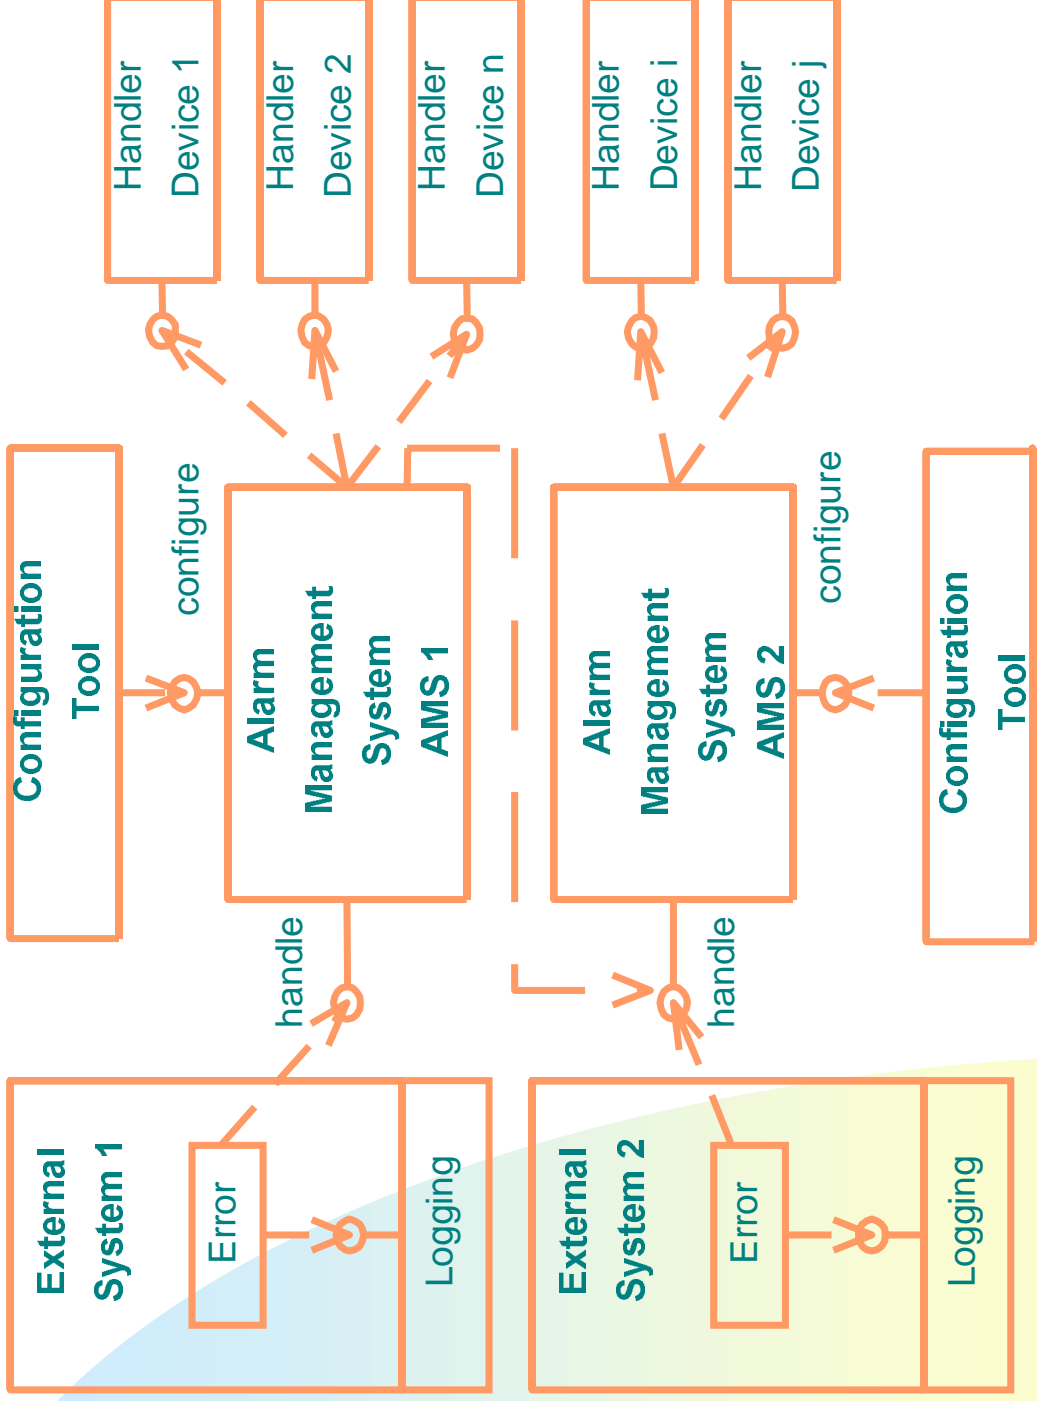 External
System 1
Error
Logging
handle
Configuration
Tool
configure
Alarm
Management
System
AMS 1
Handler
Device 1
Handler
Device 2
Handler
Device n
External
System 2
Error
Logging
handle
Alarm
Management
System
AMS 2
configure
Configuration
Tool
Handler
Device i
Handler
Device j